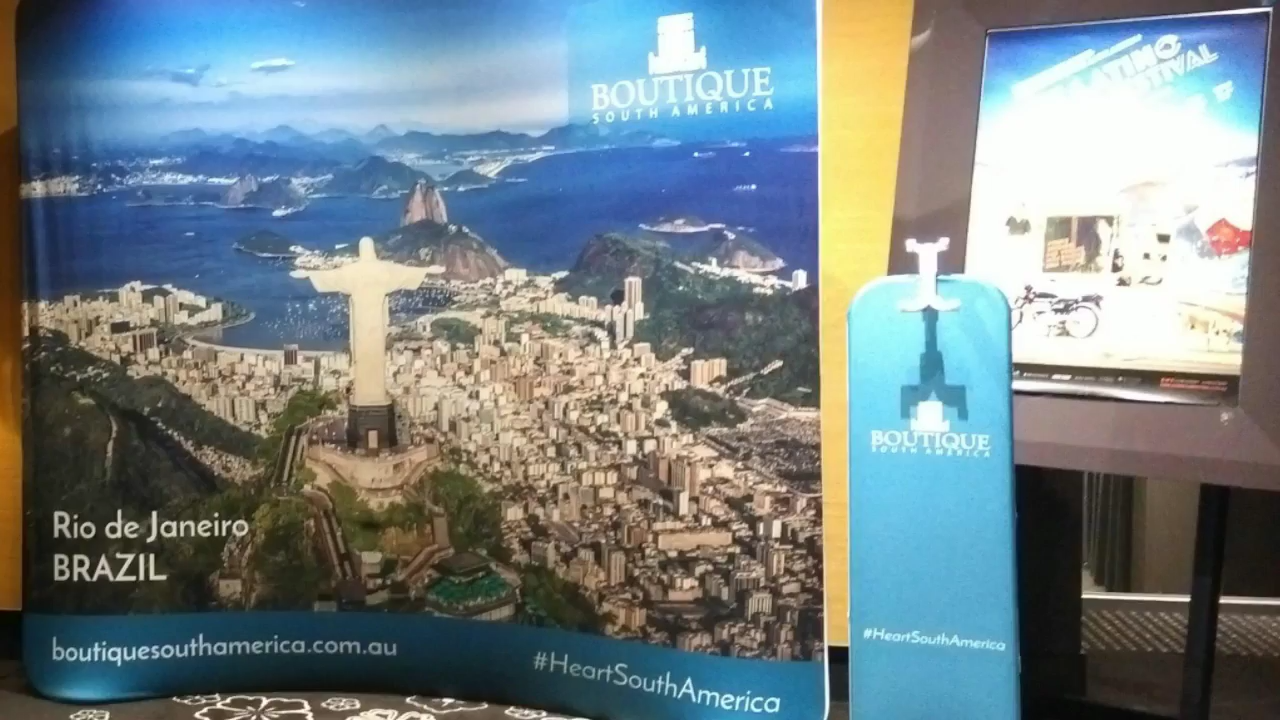 BOUTIQUE
SOUTH AMERICA
Rio de Janeiro
BRAZIL
boutiquesouthamerica.com.au
#HeartSouthAmerica
BOUTIQUE
SOUTH AMERICA
#HeartSouthAmerica